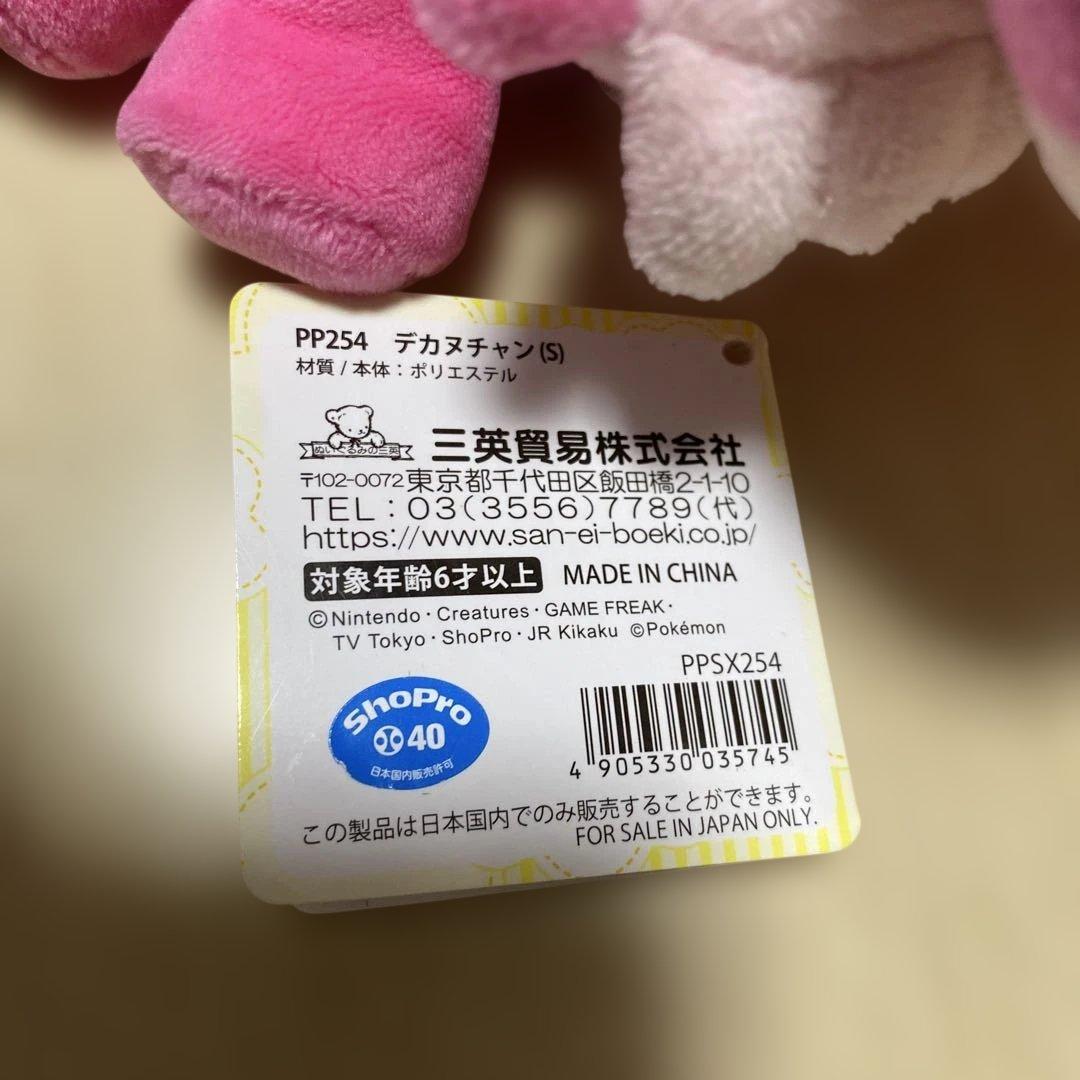 PP254 デカヌチャン(S)
材質 / 本体：ポリエステル
ぬいぐるみの三英
三英貿易株式会社
〒102-0072東京都千代田区飯田橋2-1-10
TEL：03(3556)7789(代)
https://www.san-ei-boeki.co.jp/
対象年齢6才以上 MADE IN CHINA
©Nintendo・Creatures・GAME FREAK・
TV Tokyo・ShoPro・JR Kikaku ©Pokémon
PPSX254
ShoPro
40
日本国内販売許可
4 905330 035745
この製品は日本国内でのみ販売することができます。
FOR SALE IN JAPAN ONLY.